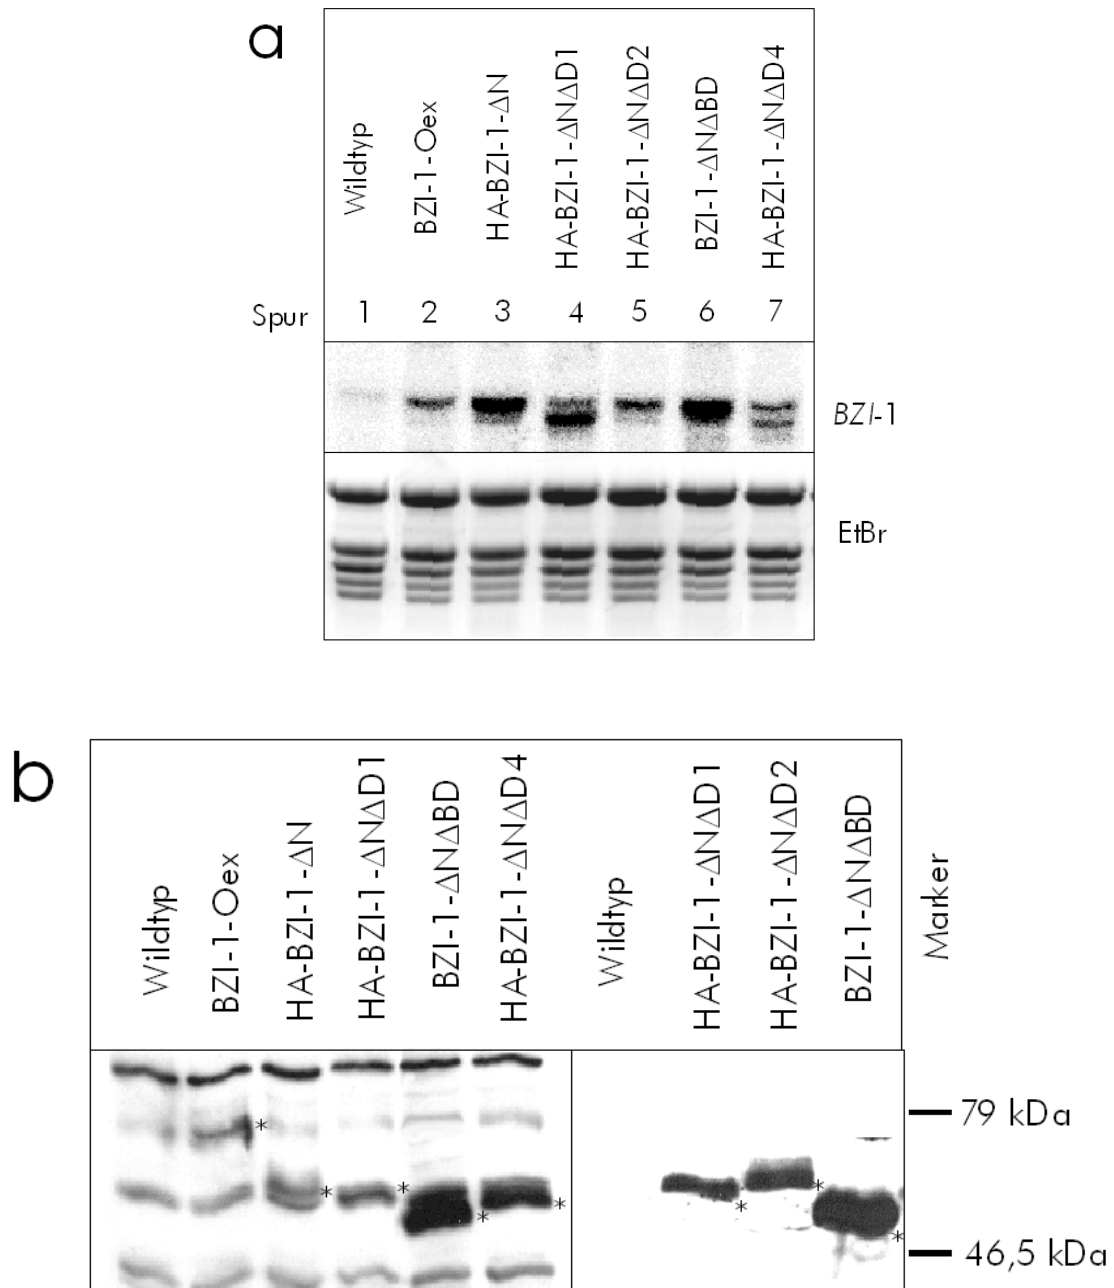 a
Wildtyp
BZI-1-Oex
HA-BZI-1-ΔN
HA-BZI-1-ΔNΔD1
HA-BZI-1-ΔNΔD2
BZI-1-ΔNΔBD
HA-BZI-1-ΔNΔD4
Spur 1 2 3 4 5 6 7
BZI-1
EtBr
b
Wildtyp
BZI-1-Oex
HA-BZI-1-ΔN
HA-BZI-1-ΔNΔD1
BZI-1-ΔNΔBD
HA-BZI-1-ΔNΔD4
Wildtyp
HA-BZI-1-ΔNΔD1
HA-BZI-1-ΔNΔD2
BZI-1-ΔNΔBD
Marker
79 kDa
* * * * * * * *
46,5 kDa